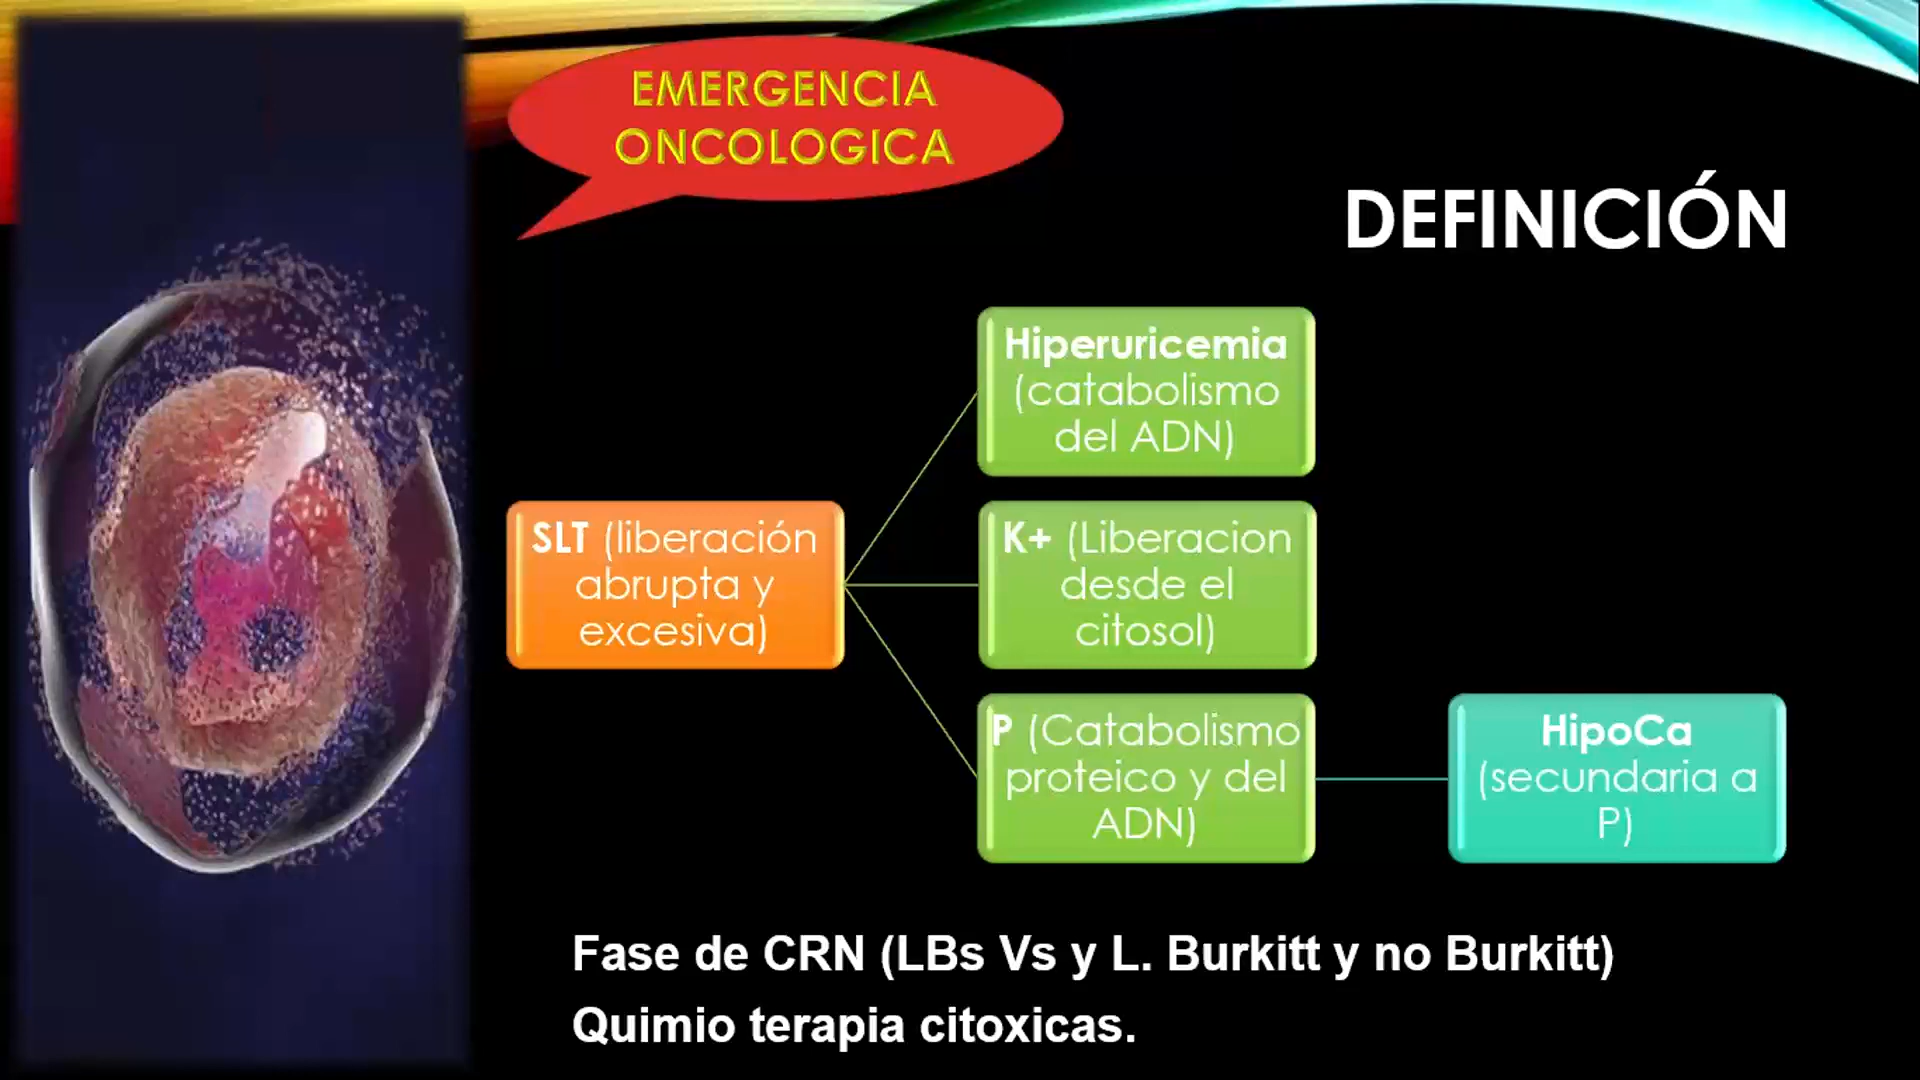 EMERGENCIA
ONCOLOGICA
DEFINICIÓN
Hiperuricemia
(catabolismo
del ADN)
SLT (liberación
abrupta y
excesiva)
K+ (Liberacion
desde el
citosol)
P (Catabolismo
proteico y del
ADN)
HipoCa
(secundaria a
P)
Fase de CRN (LBs Vs y L. Burkitt y no Burkitt)
Quimio terapia citoxicas.